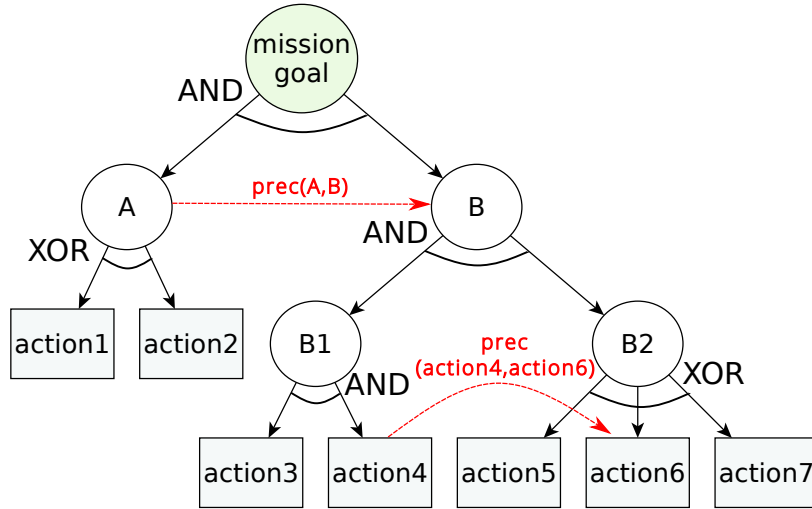 mission
goal
AND
prec(A,B)
A
B
AND
XOR
action1
action2
B1
prec
(action4,action6)
B2
AND
XOR
action3
action4
action5
action6
action7